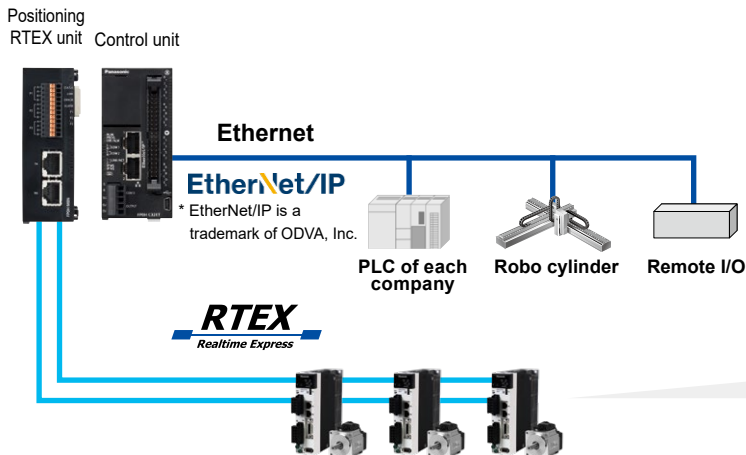 Positioning
RTEX unit
Control unit
Panasonic
Ethernet
EtherNet/IP
* EtherNet/IP is a
trademark of ODVA, Inc.
PLC of each
company
Robo cylinder
Remote I/O
RTEX
Realtime Express